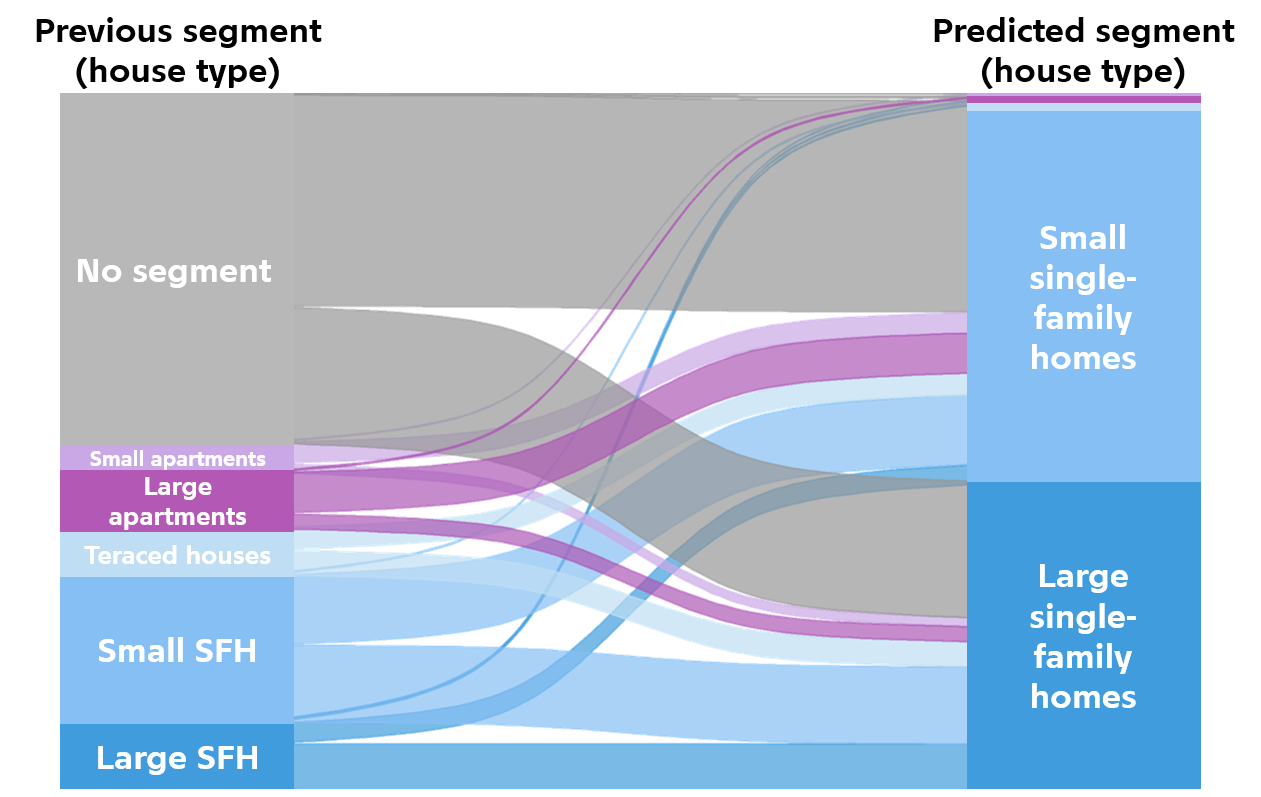 Previous segment
(house type)
Predicted segment
(house type)
No segment
Small apartments
Large
apartments
Teraced houses
Small SFH
Large SFH
Small
single-
family
homes
Large
single-
family
homes